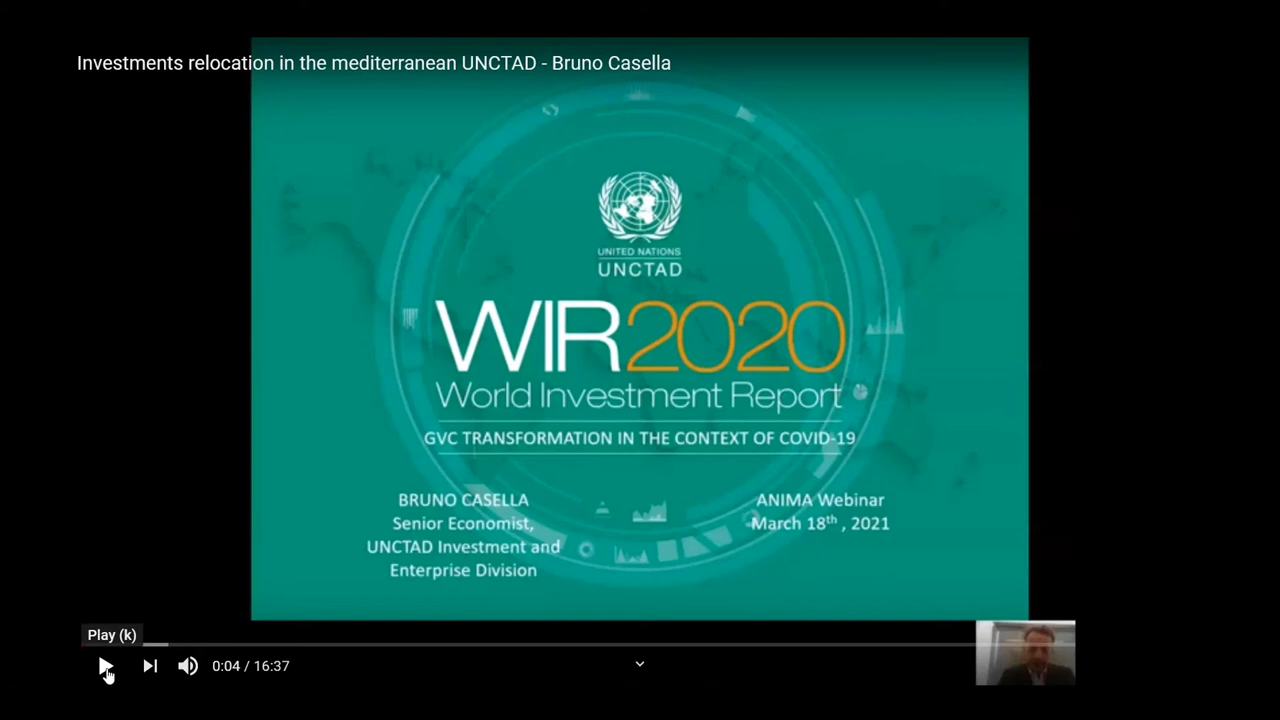 Investments relocation in the mediterranean UNCTAD - Bruno Casella
UNITED NATIONS
UNCTAD
WIR2020
World Investment Report
GVC TRANSFORMATION IN THE CONTEXT OF COVID-19
BRUNO CASELLA
Senior Economist,
UNCTAD Investment and
Enterprise Division
ANIMA Webinar
March 18th , 2021
Play (k)
0:04 / 16:37